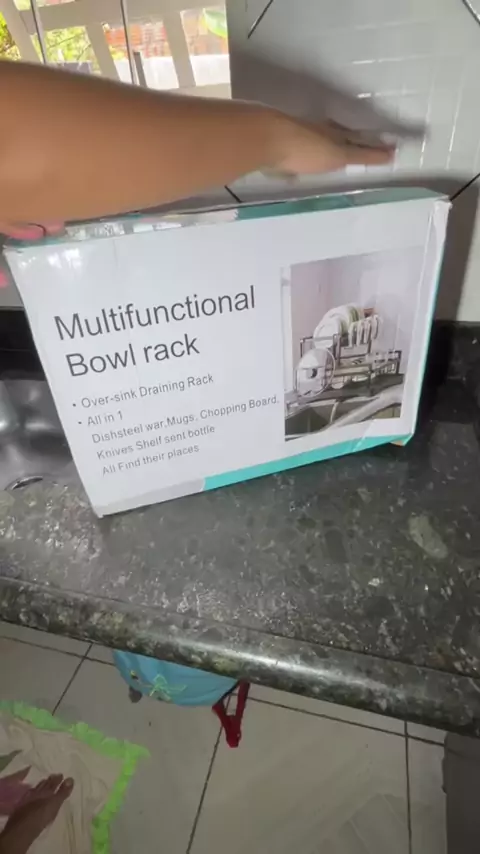 Multifunctional
Bowl rack
• Over-sink Draining Rack
• All in 1
Dishsteel war,Mugs, Chopping Board,
Knives Shelf sent bottle
All Find their places